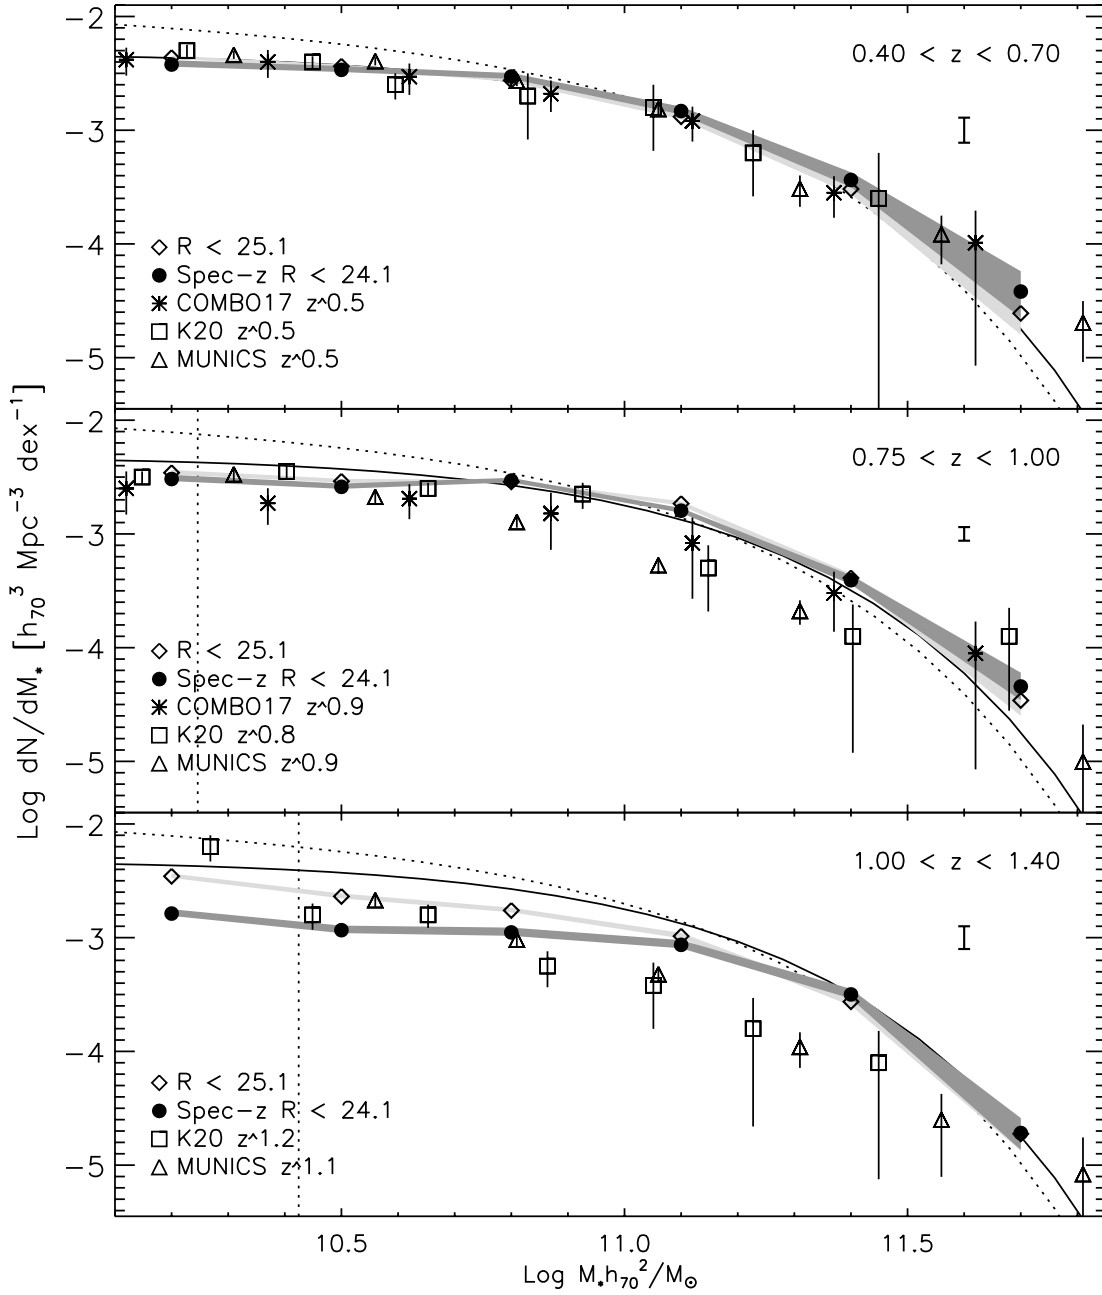 −2
0.40 < z < 0.70
−3
−4
R < 25.1
Spec−z R < 24.1
COMBO17 z^0.5
K20 z^0.5
MUNICS z^0.5
−5
Log dN/dM* [h70^3 Mpc^−3 dex^−1]
−2
0.75 < z < 1.00
−3
−4
R < 25.1
Spec−z R < 24.1
COMBO17 z^0.9
K20 z^0.8
MUNICS z^0.9
−5
−2
1.00 < z < 1.40
−3
−4
R < 25.1
Spec−z R < 24.1
K20 z^1.2
MUNICS z^1.1
−5
10.5 11.0 11.5
Log M*h70^2/M⊙